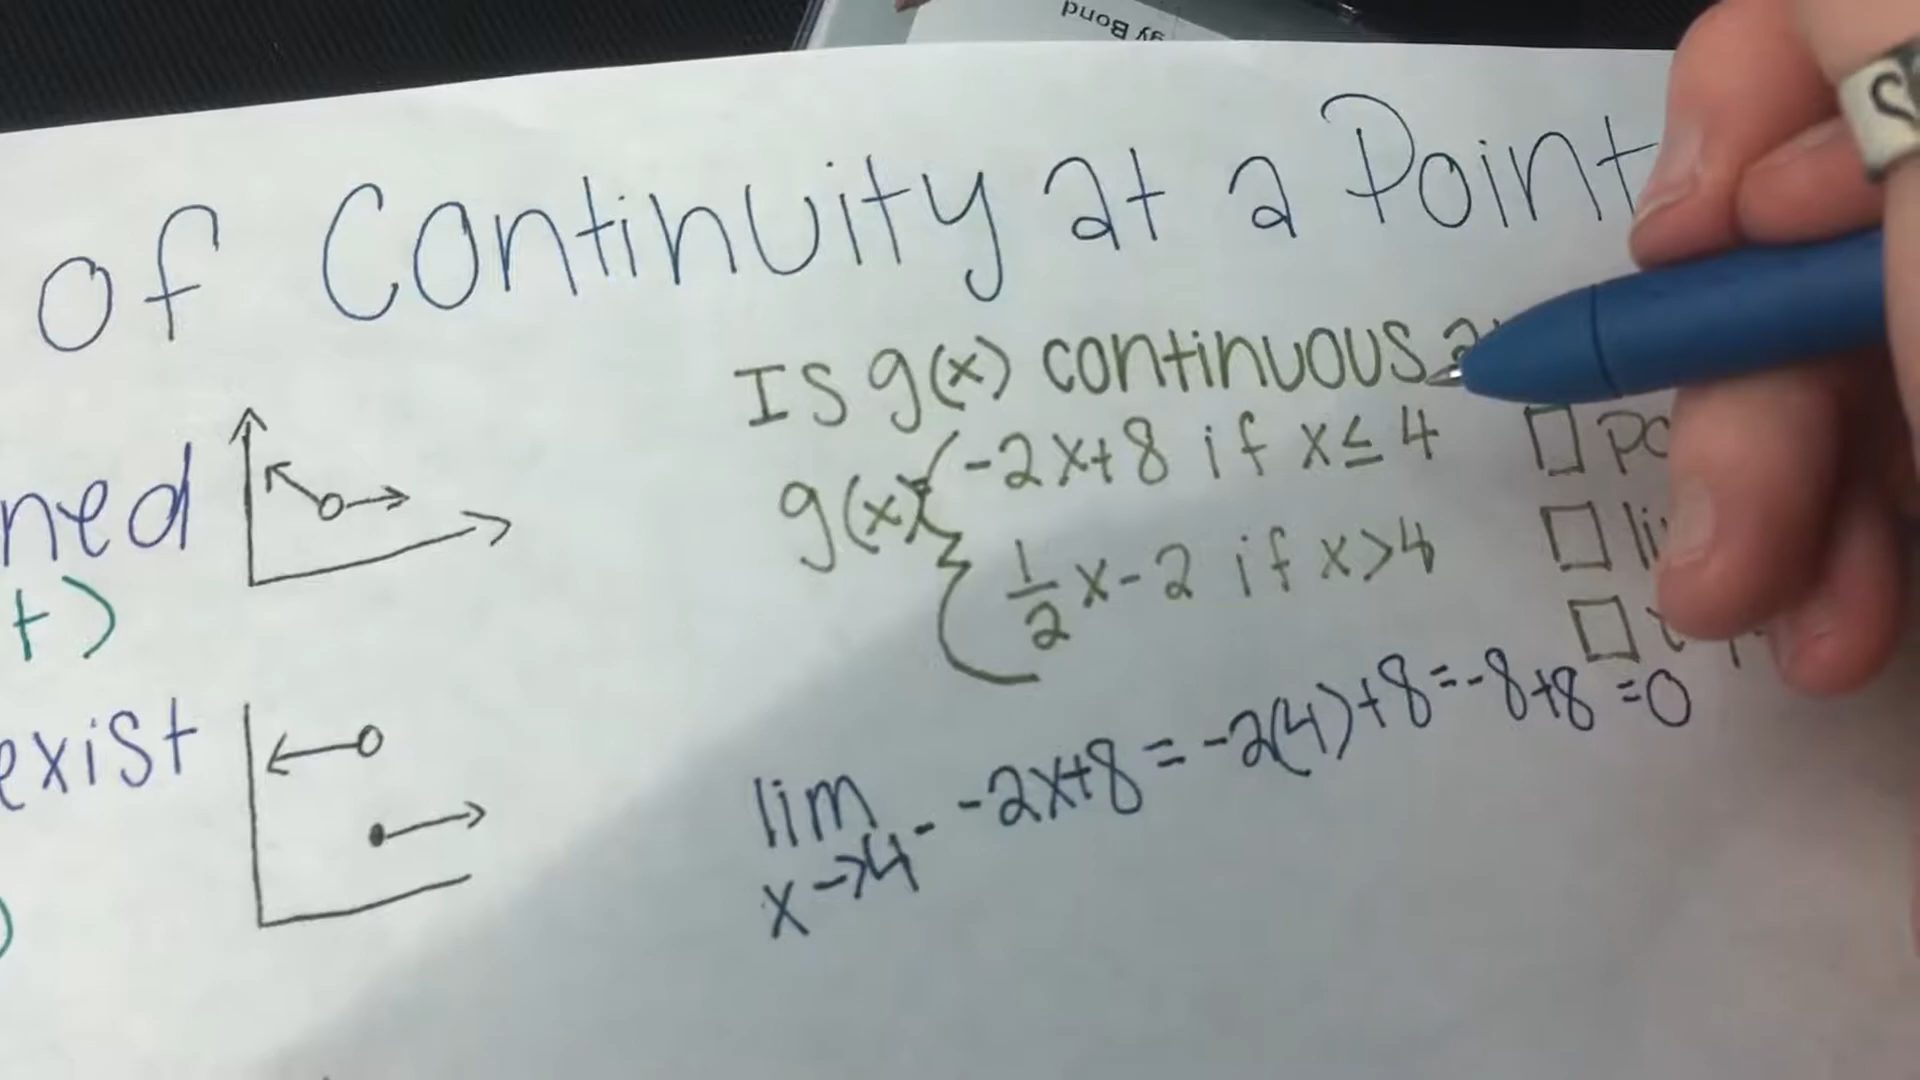 gy Bond
of Continuity at a Point
Is g(x) continuous
g(x) { -2x+8 if x ≤ 4
1/2 x - 2 if x > 4
ned
t)
exist
lim x→4⁻ -2x+8 = -2(4)+8 = -8+8 = 0